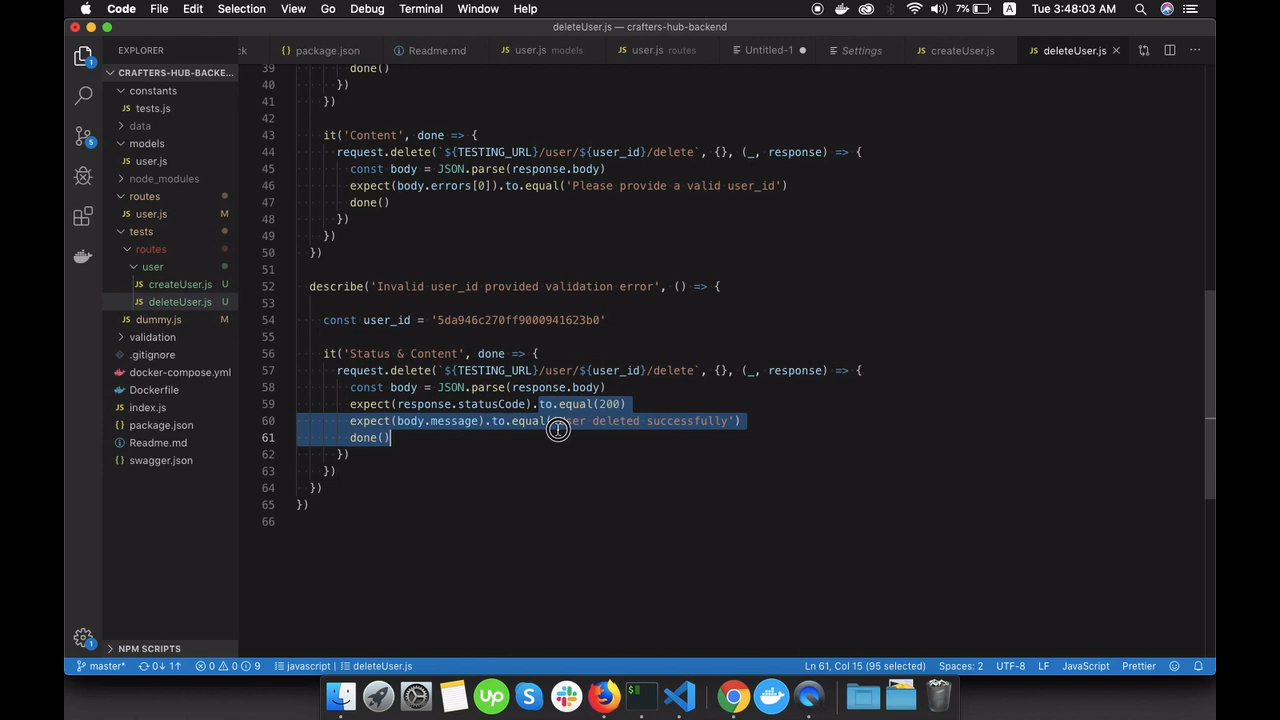 Code File Edit Selection View Go Debug Terminal Window Help 7% A Tue 3:48:03 AM
deleteUser.js — crafters-hub-backend
EXPLORER ck package.json Readme.md user.js models user.js routes Untitled-1 Settings createUser.js deleteUser.js
CRAFTERS-HUB-BACKE...
constants
tests.js
data
models
user.js
node_modules
routes
user.js M
tests
routes
user
createUser.js U
deleteUser.js U
dummy.js M
validation
.gitignore
docker-compose.yml
Dockerfile
index.js
package.json
Readme.md
swagger.json
NPM SCRIPTS
39 done()
40 })
41 })
42
43 it('Content', done => {
44 request.delete(`${TESTING_URL}/user/${user_id}/delete`, {}, (_, response) => {
45 const body = JSON.parse(response.body)
46 expect(body.errors[0]).to.equal('Please provide a valid user_id')
47 done()
48 })
49 })
50 })
51
52 describe('Invalid user_id provided validation error', () => {
53
54 const user_id = '5da946c270ff9000941623b0'
55
56 it('Status & Content', done => {
57 request.delete(`${TESTING_URL}/user/${user_id}/delete`, {}, (_, response) => {
58 const body = JSON.parse(response.body)
59 expect(response.statusCode).to.equal(200)
60 expect(body.message).to.equal('User deleted successfully')
61 done()
62 })
63 })
64 })
65 })
66
master* 0↓ 1↑ 0 0 9 javascript deleteUser.js Ln 61, Col 15 (95 selected) Spaces: 2 UTF-8 LF JavaScript Prettier
Up